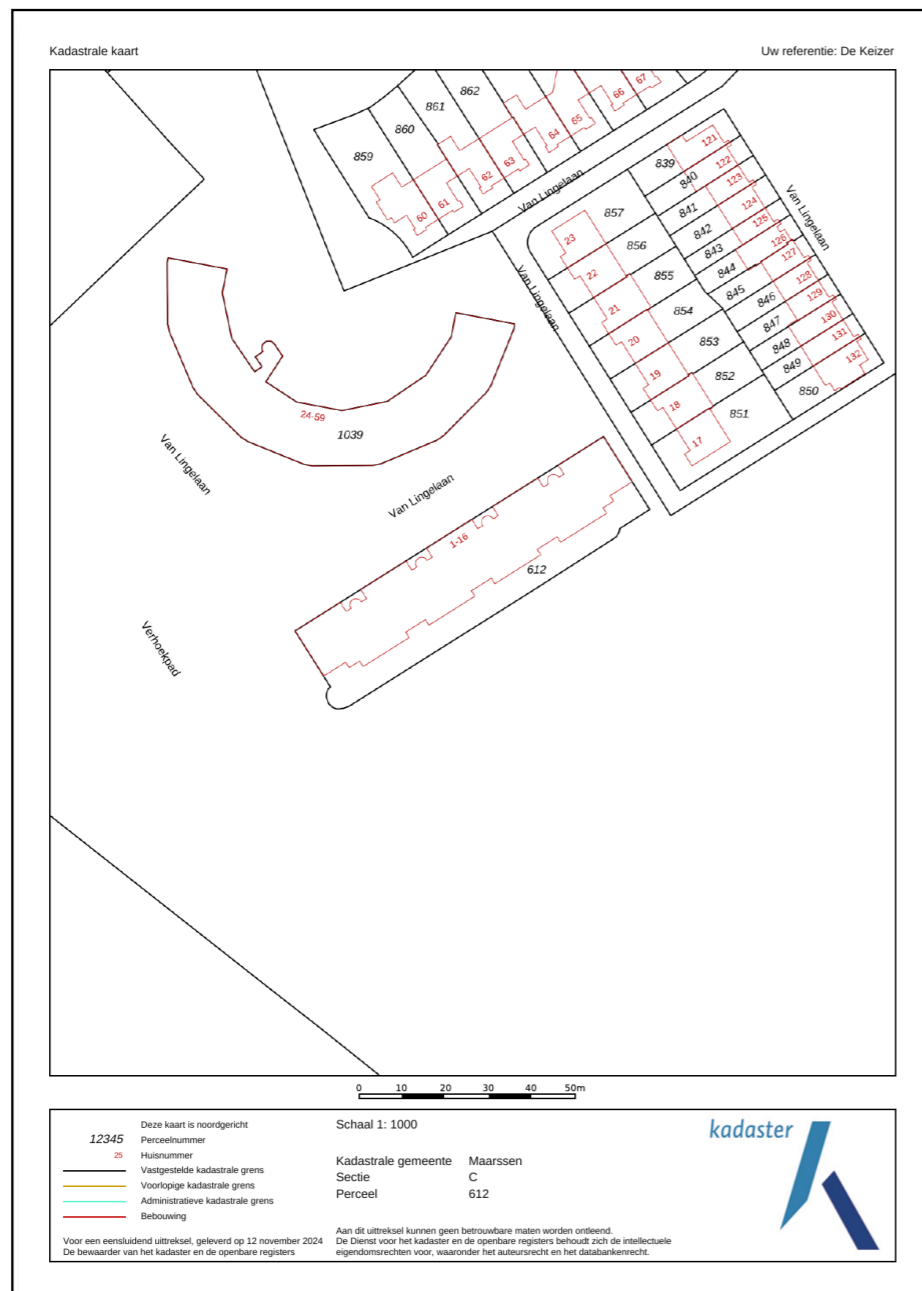 Kadastrale kaart
Uw referentie: De Keizer
859
860
861
862
60
61
62
63
64
65
66
67
Van Lingelaan
Van Lingelaan
Van Lingelaan
839
840
841
842
843
844
845
846
847
848
849
850
121
122
123
124
125
126
127
128
129
130
131
132
857
856
855
854
853
852
851
23
22
21
20
19
18
17
24-59
1039
Van Lingelaan
Van Lingelaan
1-16
612
Verhoekpad
0 10 20 30 40 50m
Deze kaart is noordgericht
12345 Perceelnummer
25 Huisnummer
Vastgestelde kadastrale grens
Voorlopige kadastrale grens
Administratieve kadastrale grens
Bebouwing
Voor een eensluidend uittreksel, geleverd op 12 november 2024
De bewaarder van het kadaster en de openbare registers
Schaal 1: 1000
Kadastrale gemeente Maarssen
Sectie C
Perceel 612
Aan dit uittreksel kunnen geen betrouwbare maten worden ontleend.
De Dienst voor het kadaster en de openbare registers behoudt zich de intellectuele
eigendomsrechten voor, waaronder het auteursrecht en het databankenrecht.
kadaster